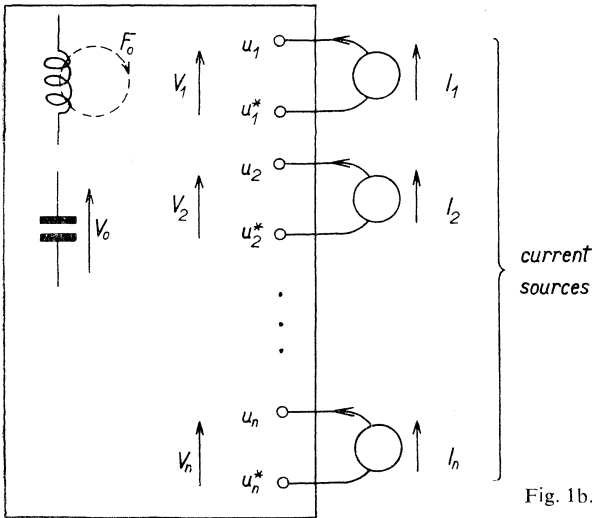 F₀
V₀
V₁
u₁
u₁*
I₁
V₂
u₂
u₂*
I₂
current
sources
Vₙ
uₙ
uₙ*
Iₙ
Fig. 1b.